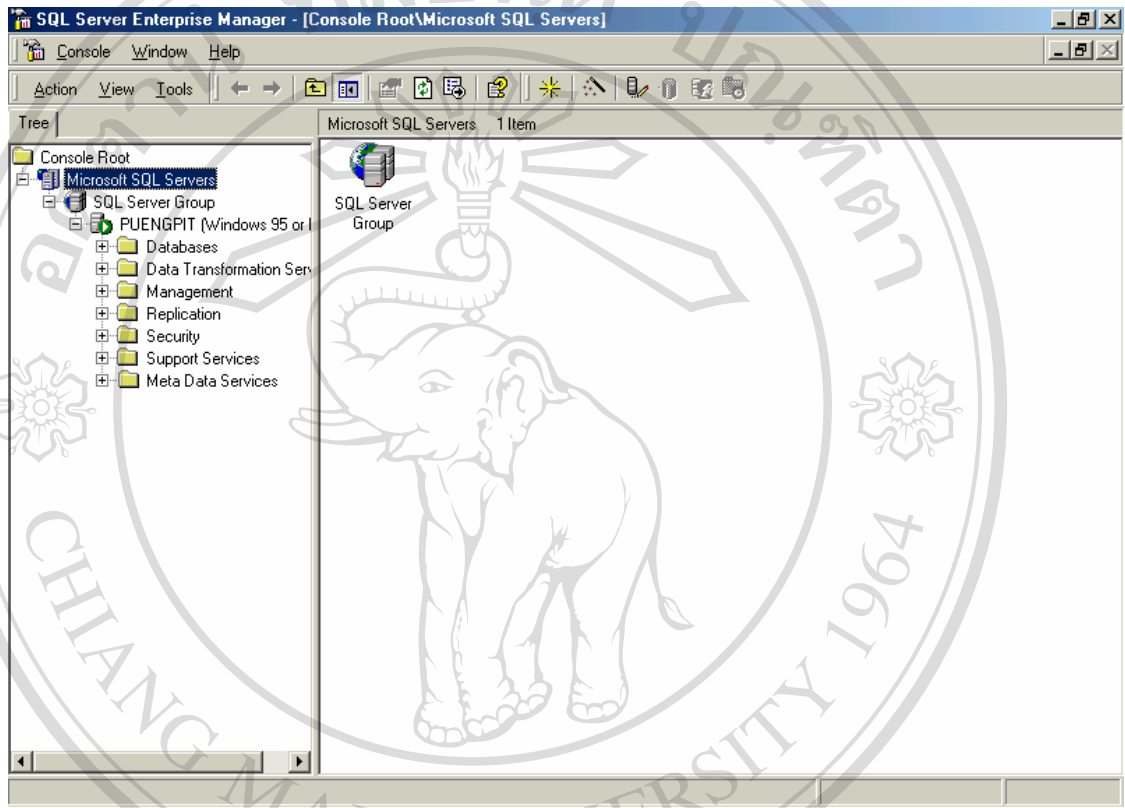 SQL Server Enterprise Manager - [Console Root\Microsoft SQL Servers]
Console Window Help
Action View Tools
Tree
Microsoft SQL Servers 1 Item
Console Root
Microsoft SQL Servers
SQL Server Group
PUENGPIT (Windows 95 or
Databases
Data Transformation Serv
Management
Replication
Security
Support Services
Meta Data Services
SQL Server
Group
CHIANG MAI UNIVERSITY 1964